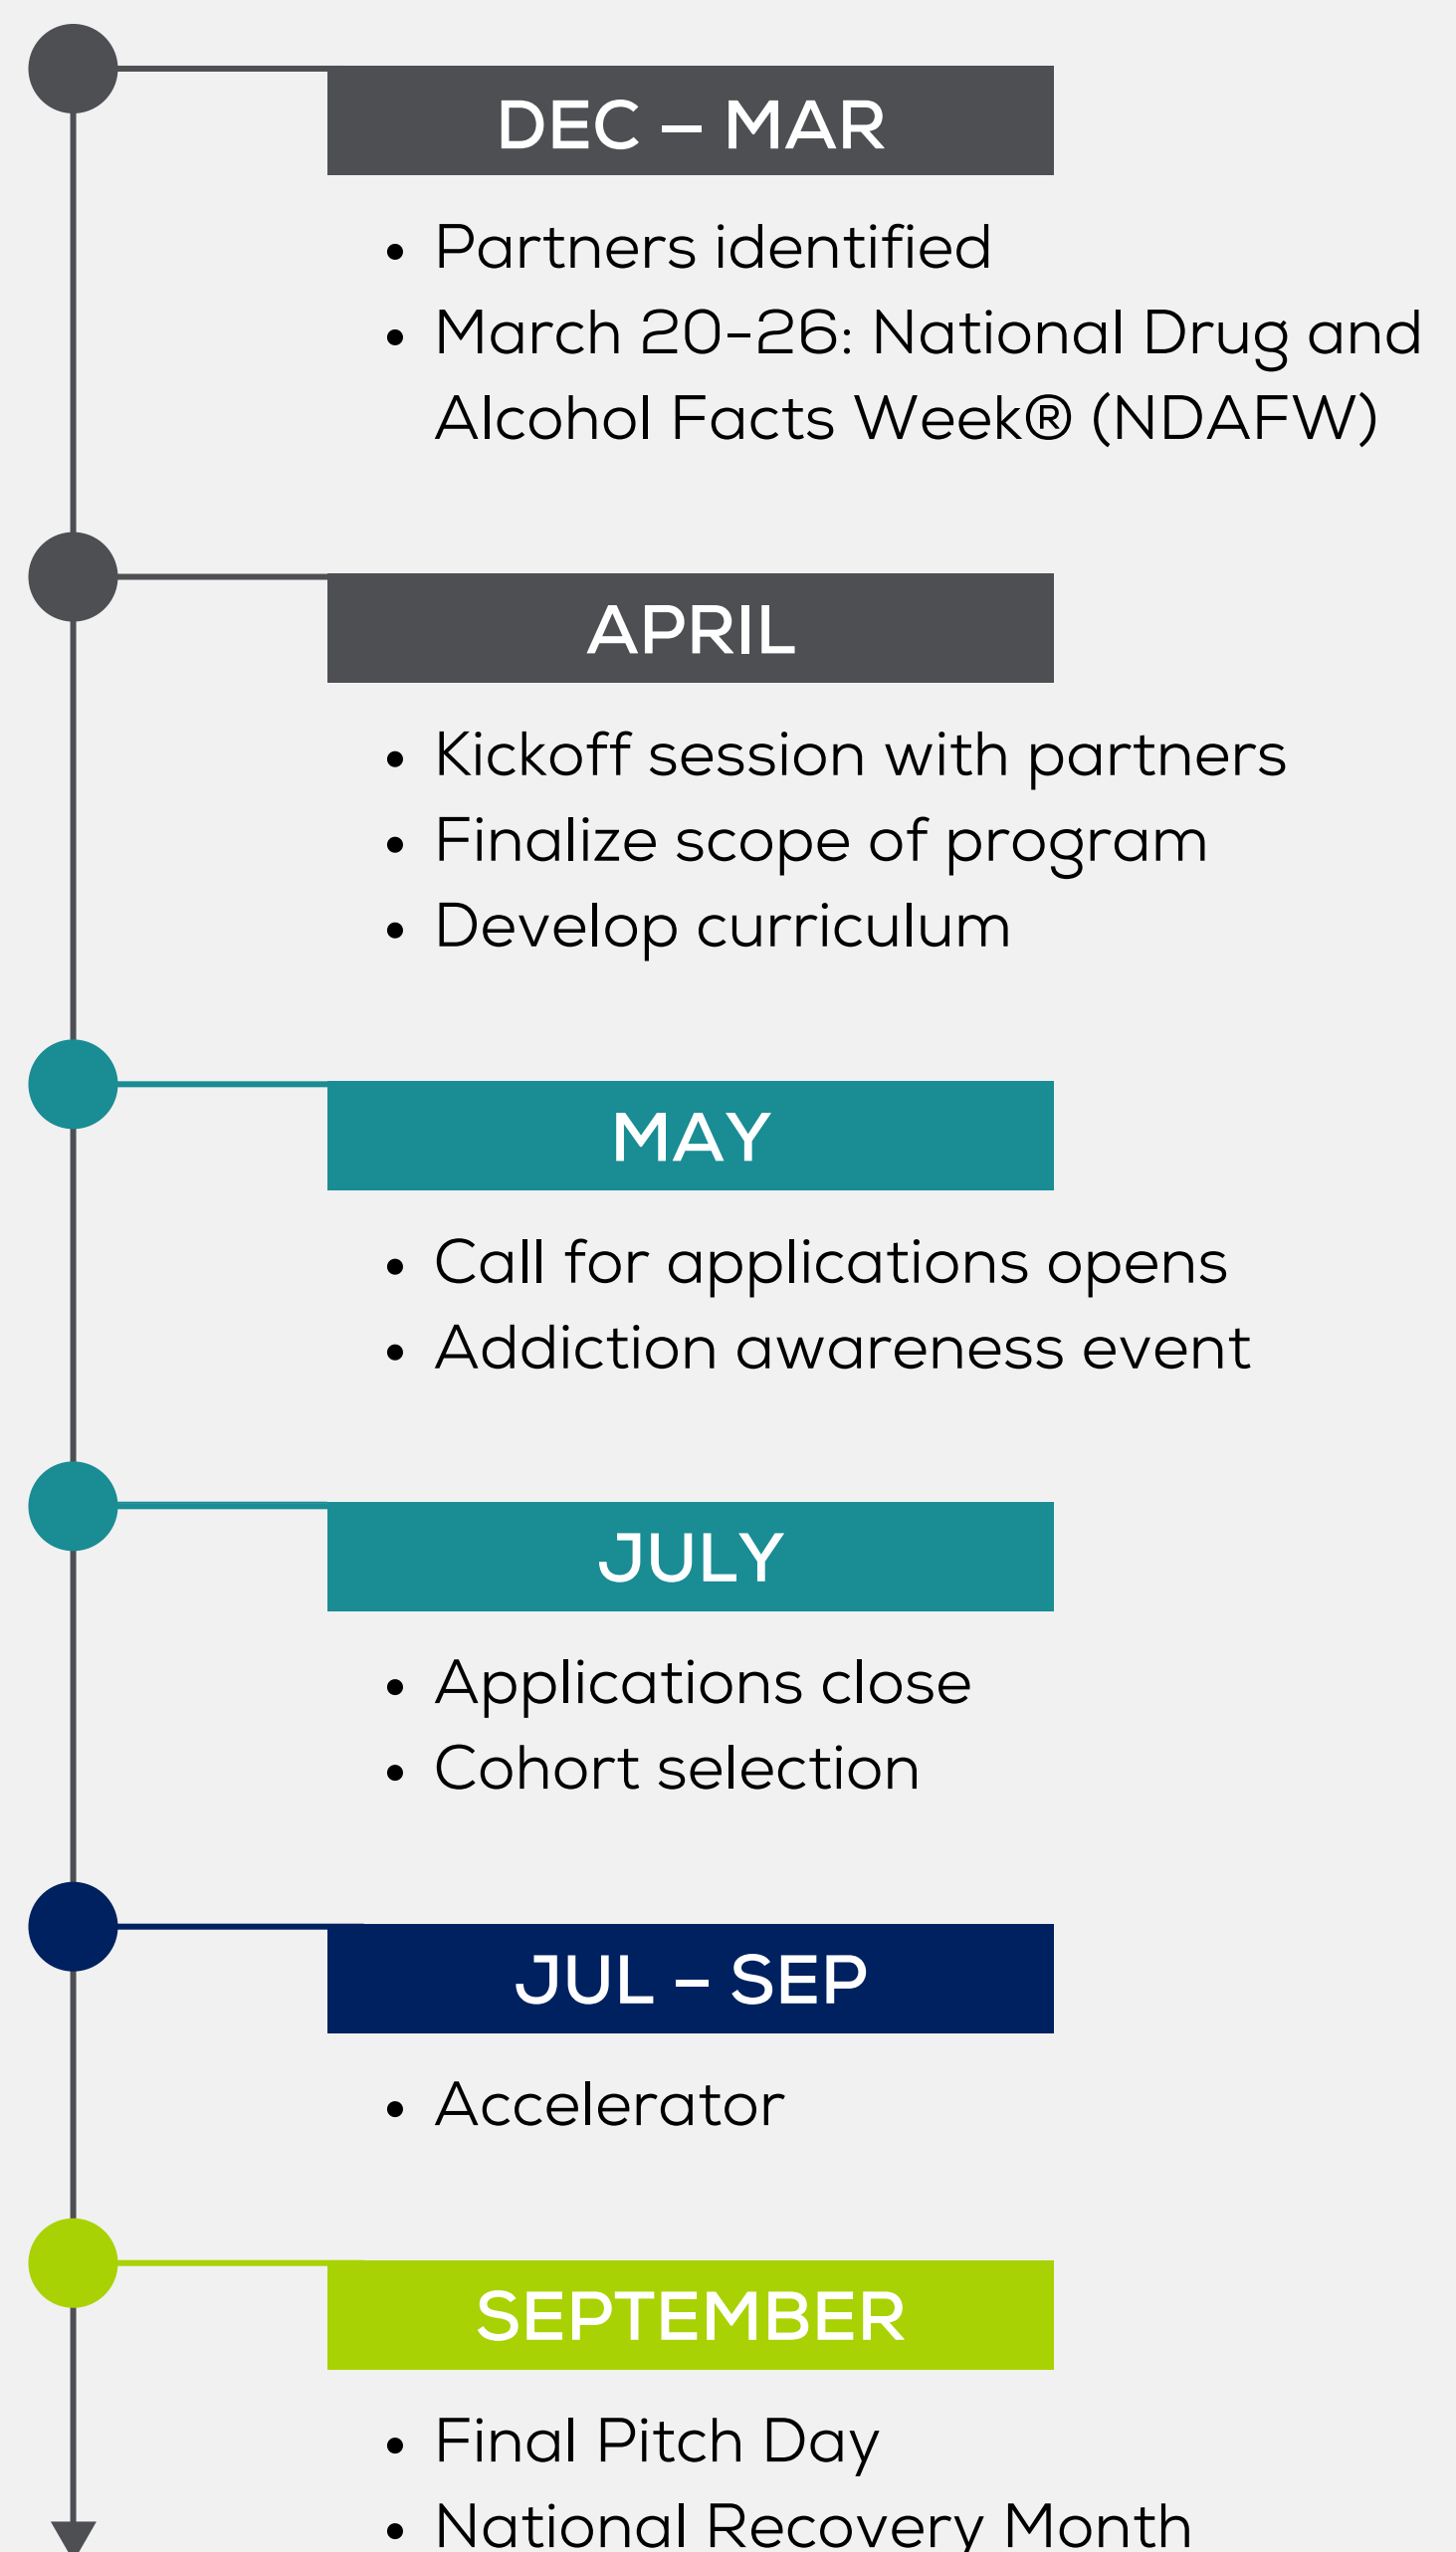 DEC – MAR
• Partners identified
• March 20-26: National Drug and
Alcohol Facts Week® (NDAFW)
APRIL
• Kickoff session with partners
• Finalize scope of program
• Develop curriculum
MAY
• Call for applications opens
• Addiction awareness event
JULY
• Applications close
• Cohort selection
JUL – SEP
• Accelerator
SEPTEMBER
• Final Pitch Day
• National Recovery Month